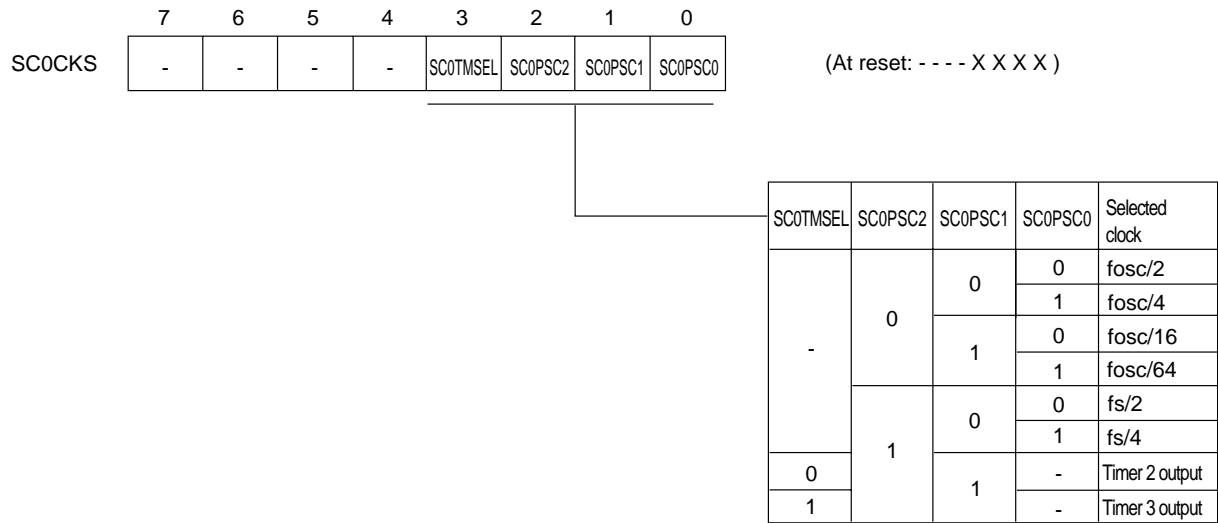 7 6 5 4 3 2 1 0
SC0CKS - - - - SC0TMSEL SC0PSC2 SC0PSC1 SC0PSC0 (At reset: - - - - X X X X )
SC0TMSEL SC0PSC2 SC0PSC1 SC0PSC0 Selected clock
- 0 0 0 fosc/2
1 fosc/4
1 0 fosc/16
1 fosc/64
1 0 0 fs/2
1 fs/4
0 1 - Timer 2 output
1 - Timer 3 output